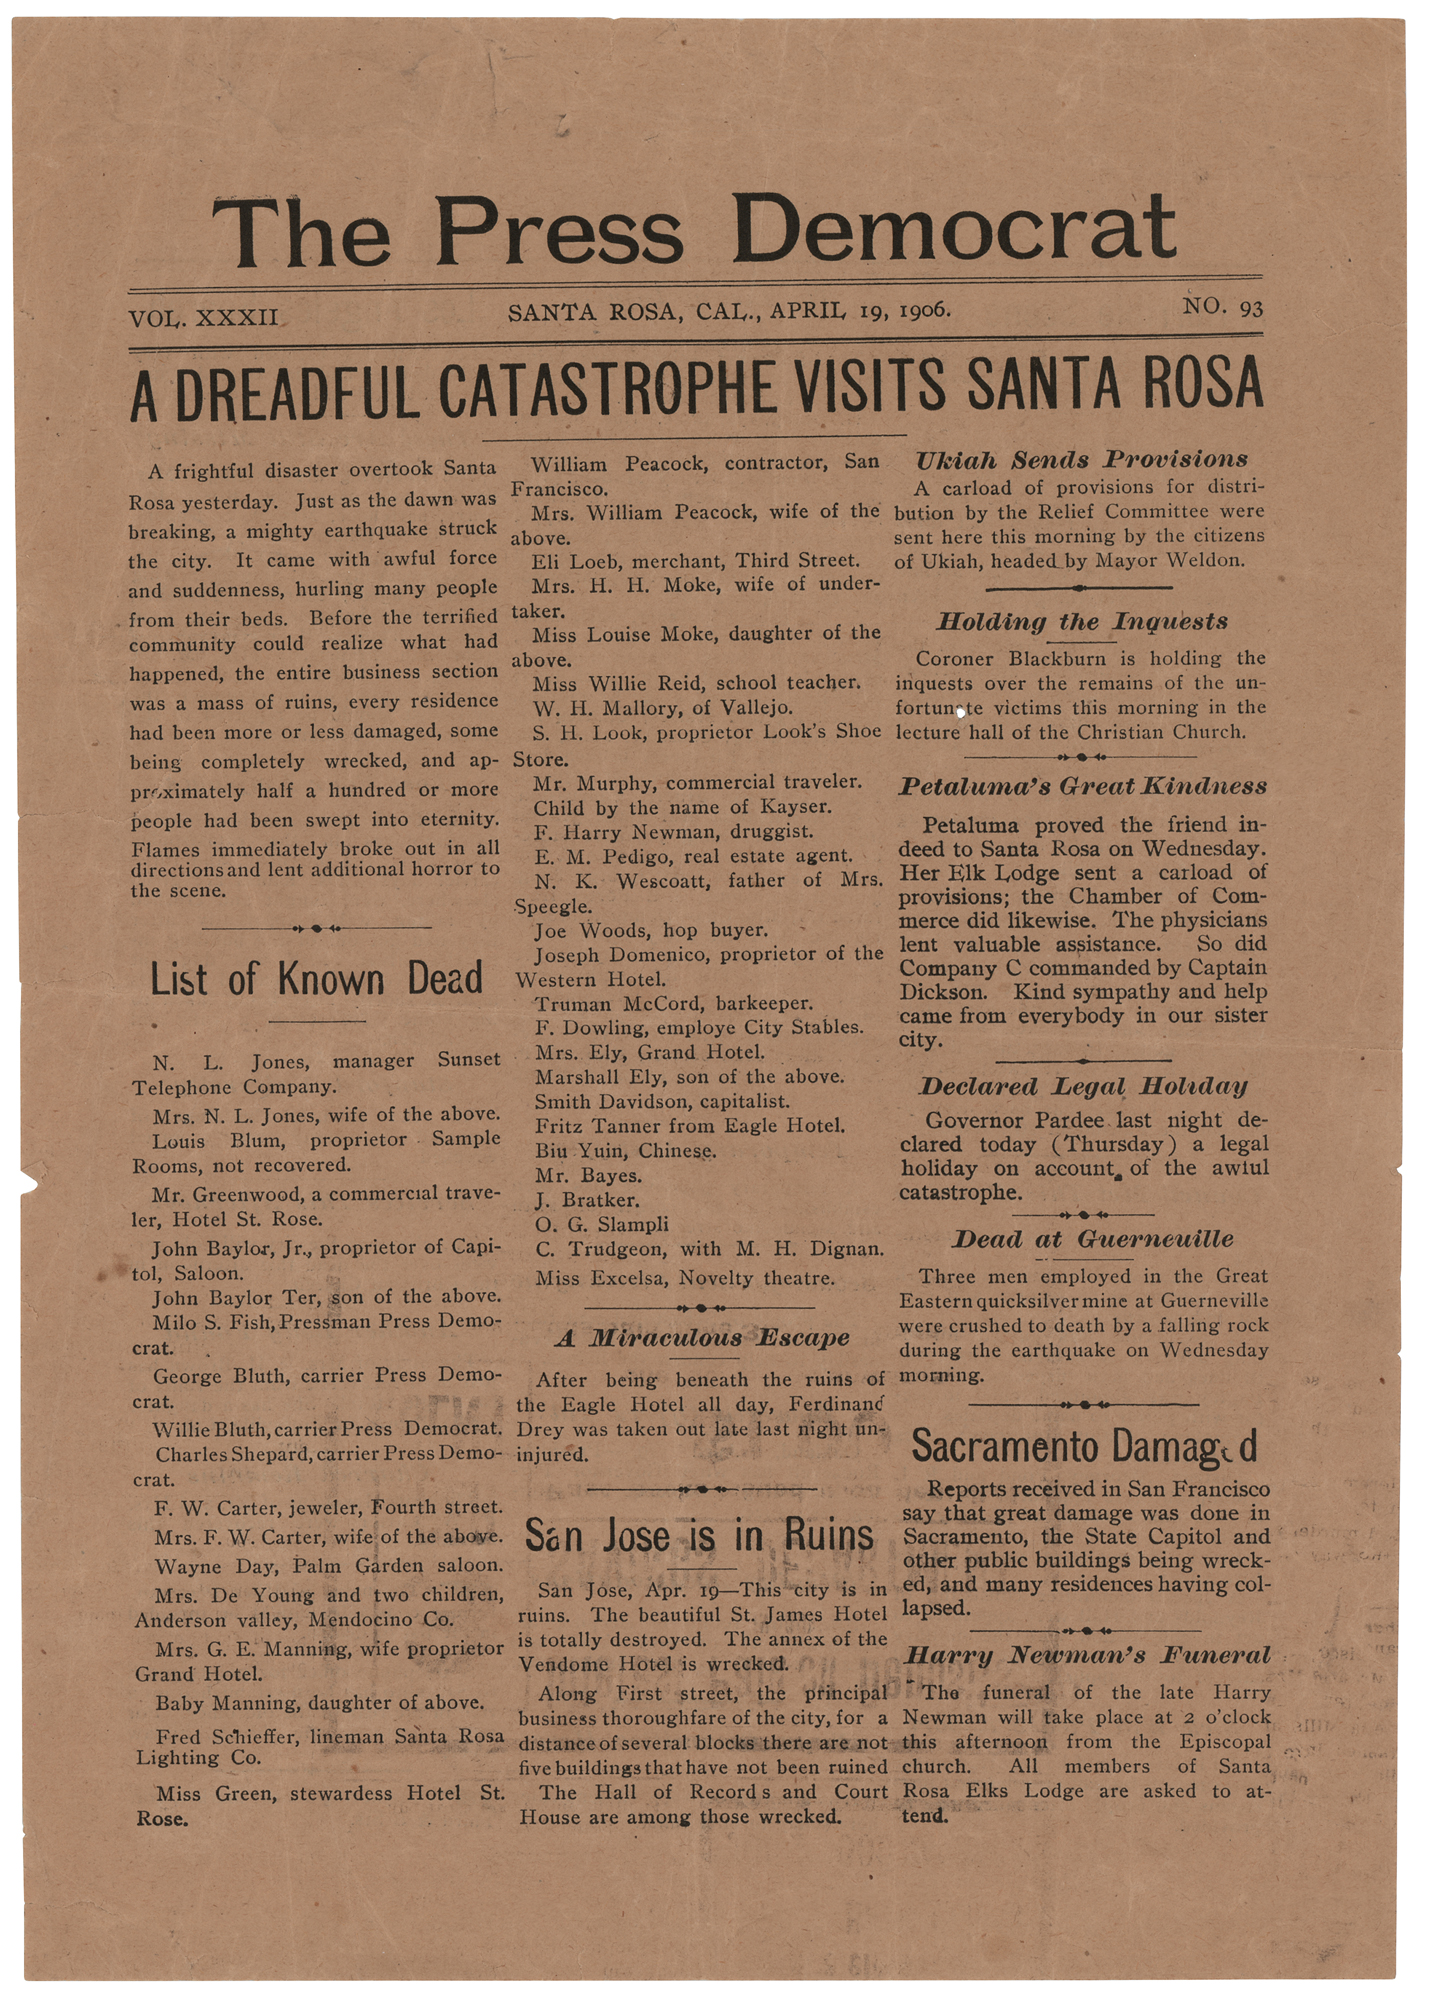 The Press Democrat
VOL. XXXII
SANTA ROSA, CAL., APRIL 19, 1906.
NO. 93
A DREADFUL CATASTROPHE VISITS SANTA ROSA
A frightful disaster overtook Santa
Rosa yesterday. Just as the dawn was
breaking, a mighty earthquake struck
the city. It came with awful force
and suddenness, hurling many people
from their beds. Before the terrified
community could realize what had
happened, the entire business section
was a mass of ruins, every residence
had been more or less damaged, some
being completely wrecked, and ap-
proximately half a hundred or more
people had been swept into eternity.
Flames immediately broke out in all
directions and lent additional horror to
the scene.
List of Known Dead
N. L. Jones, manager Sunset
Telephone Company.
Mrs. N. L. Jones, wife of the above.
Louis Blum, proprietor Sample
Rooms, not recovered.
Mr. Greenwood, a commercial trave-
ler, Hotel St. Rose.
John Baylor, Jr., proprietor of Capi-
tol, Saloon.
John Baylor Ter, son of the above.
Milo S. Fish, Pressman Press Demo-
crat.
George Bluth, carrier Press Demo-
crat.
Willie Bluth, carrier Press Democrat.
Charles Shepard, carrier Press Demo-
crat.
F. W. Carter, jeweler, Fourth street.
Mrs. F. W. Carter, wife of the above.
Wayne Day, Palm Garden saloon.
Mrs. De Young and two children,
Anderson valley, Mendocino Co.
Mrs. G. E. Manning, wife proprietor
Grand Hotel.
Baby Manning, daughter of above.
Fred Schieffer, lineman Santa Rosa
Lighting Co.
Miss Green, stewardess Hotel St.
Rose.
William Peacock, contractor, San
Francisco.
Mrs. William Peacock, wife of the
above.
Eli Loeb, merchant, Third Street.
Mrs. H. H. Moke, wife of under-
taker.
Miss Louise Moke, daughter of the
above.
Miss Willie Reid, school teacher.
W. H. Mallory, of Vallejo.
S. H. Look, proprietor Look's Shoe
Store.
Mr. Murphy, commercial traveler.
Child by the name of Kayser.
F. Harry Newman, druggist.
E. M. Pedigo, real estate agent.
N. K. Wescoatt, father of Mrs.
Speegle.
Joe Woods, hop buyer.
Joseph Domenico, proprietor of the
Western Hotel.
Truman McCord, barkeeper.
F. Dowling, employe City Stables.
Mrs. Ely, Grand Hotel.
Marshall Ely, son of the above.
Smith Davidson, capitalist.
Fritz Tanner from Eagle Hotel.
Biu Yuin, Chinese.
Mr. Bayes.
J. Bratker.
O. G. Slampli
C. Trudgeon, with M. H. Dignan.
Miss Excelsa, Novelty theatre.
A Miraculous Escape
After being beneath the ruins of
the Eagle Hotel all day, Ferdinand
Drey was taken out late last night un-
injured.
San Jose is in Ruins
San Jose, Apr. 19—This city is in
ruins. The beautiful St. James Hotel
is totally destroyed. The annex of the
Vendome Hotel is wrecked.
Along First street, the principal
business thoroughfare of the city, for a
distance of several blocks there are not
five buildings that have not been ruined
The Hall of Records and Court
House are among those wrecked.
Ukiah Sends Provisions
A carload of provisions for distri-
bution by the Relief Committee were
sent here this morning by the citizens
of Ukiah, headed by Mayor Weldon.
Holding the Inquests
Coroner Blackburn is holding the
inquests over the remains of the un-
fortunate victims this morning in the
lecture hall of the Christian Church.
Petaluma's Great Kindness
Petaluma proved the friend in-
deed to Santa Rosa on Wednesday.
Her Elk Lodge sent a carload of
provisions; the Chamber of Com-
merce did likewise. The physicians
lent valuable assistance. So did
Company C commanded by Captain
Dickson. Kind sympathy and help
came from everybody in our sister
city.
Declared Legal Holiday
Governor Pardee last night de-
clared today (Thursday) a legal
holiday on account of the awful
catastrophe.
Dead at Guerneuille
Three men employed in the Great
Eastern quicksilver mine at Guerneville
were crushed to death by a falling rock
during the earthquake on Wednesday
morning.
Sacramento Damaged
Reports received in San Francisco
say that great damage was done in
Sacramento, the State Capitol and
other public buildings being wreck-
ed, and many residences having col-
lapsed.
Harry Newman's Funeral
The funeral of the late Harry
Newman will take place at 2 o'clock
this afternoon from the Episcopal
church. All members of Santa
Rosa Elks Lodge are asked to at-
tend.